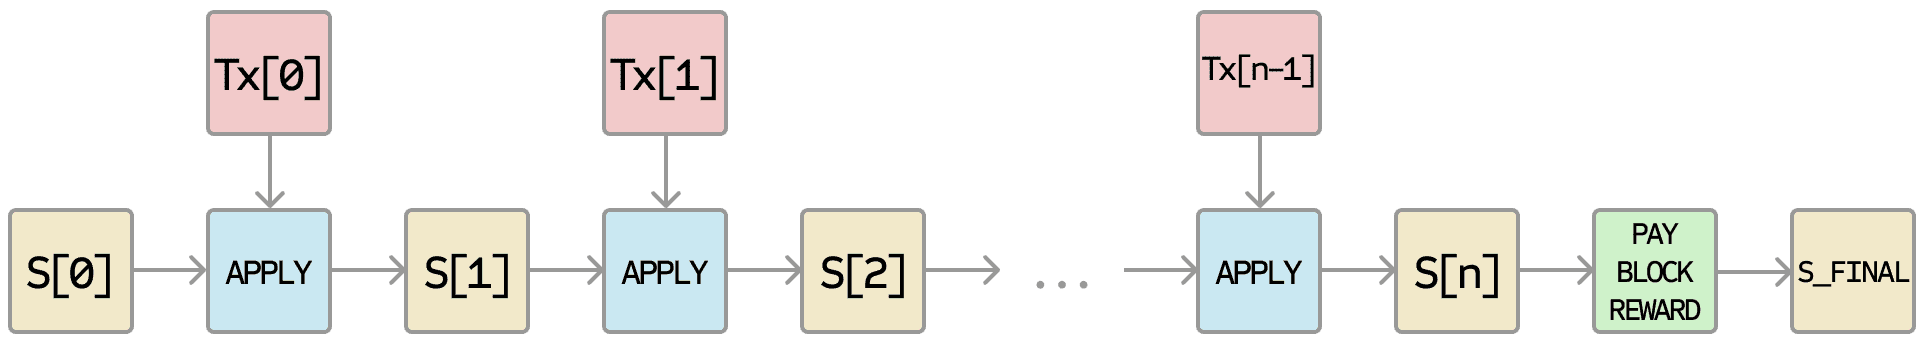 Tx[0]
Tx[1]
Tx[n-1]
S[0]
APPLY
S[1]
APPLY
S[2]
...
APPLY
S[n]
PAY
BLOCK
REWARD
S_FINAL